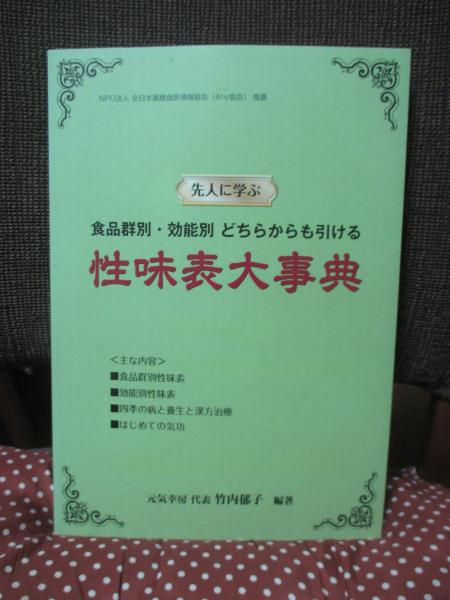 NPO法人 全日本薬膳食医情報協会（Any協会） 推薦
先人に学ぶ
食品群別・効能別 どちらからも引ける
性味表大事典
＜主な内容＞
■食品群別性味表
■効能別性味表
■四季の病と養生と漢方治療
■はじめての気功
元気幸房 代表 竹内郁子 編著